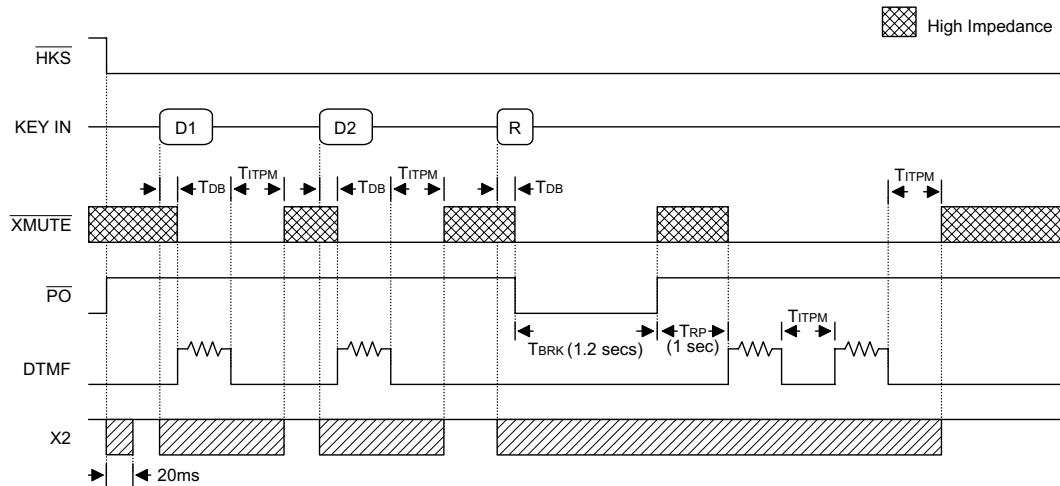 High Impedance
HKS
KEY IN
D1
D2
R
TDB
TITPM
TDB
TITPM
TDB
TITPM
XMUTE
PO
TBRK (1.2 secs)
TRP
(1 sec)
TITPM
DTMF
X2
20ms